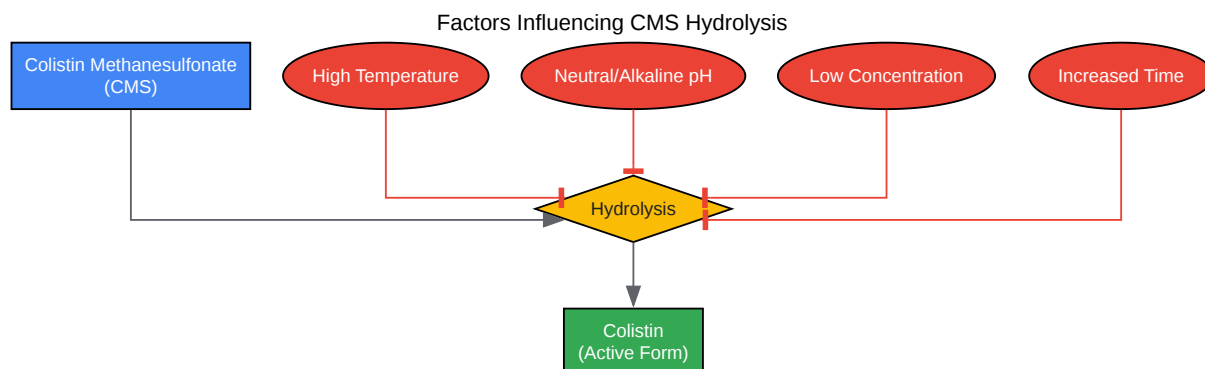 Factors Influencing CMS Hydrolysis
Colistin Methanesulfonate
(CMS)
High Temperature
Neutral/Alkaline pH
Low Concentration
Increased Time
Hydrolysis
Colistin
(Active Form)